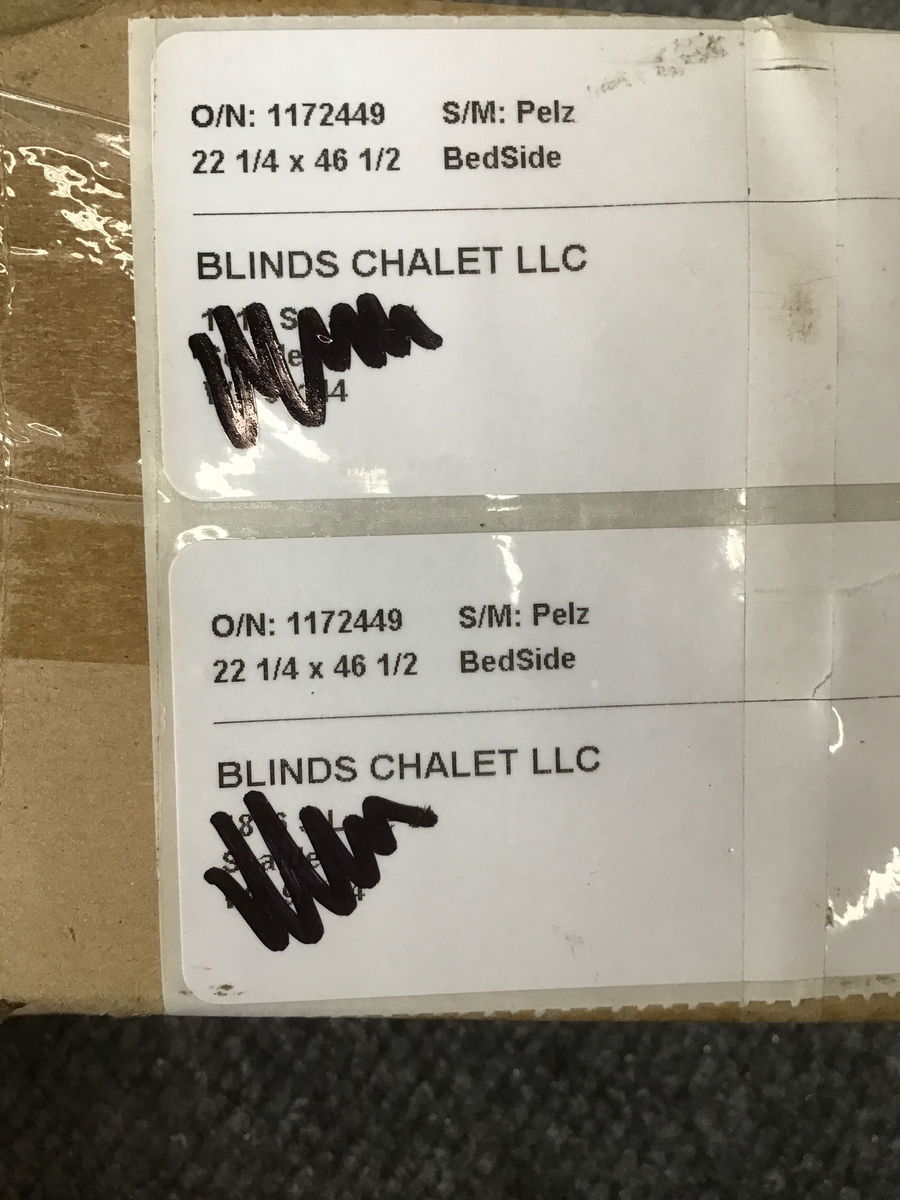 O/N: 1172449 S/M: Pelz
22 1/4 x 46 1/2 BedSide
BLINDS CHALET LLC
O/N: 1172449 S/M: Pelz
22 1/4 x 46 1/2 BedSide
BLINDS CHALET LLC